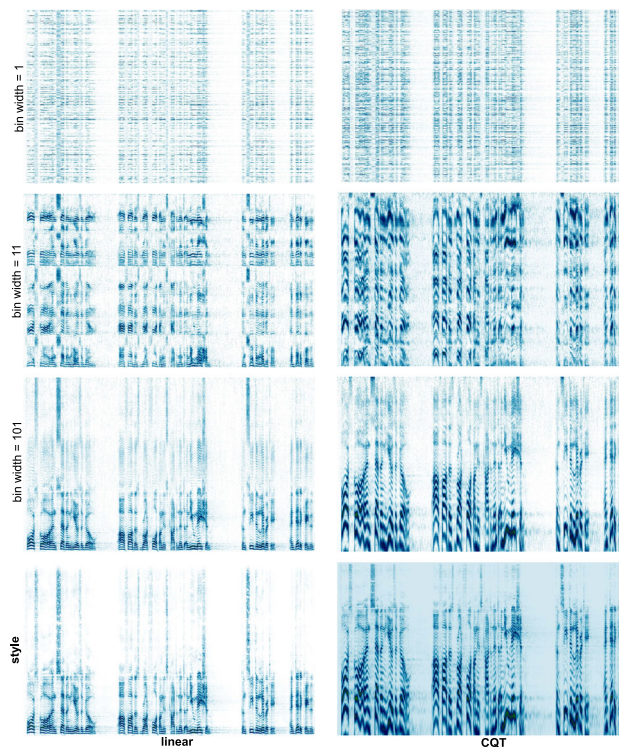 bin width = 1
bin width = 11
bin width = 101
style
linear
CQT